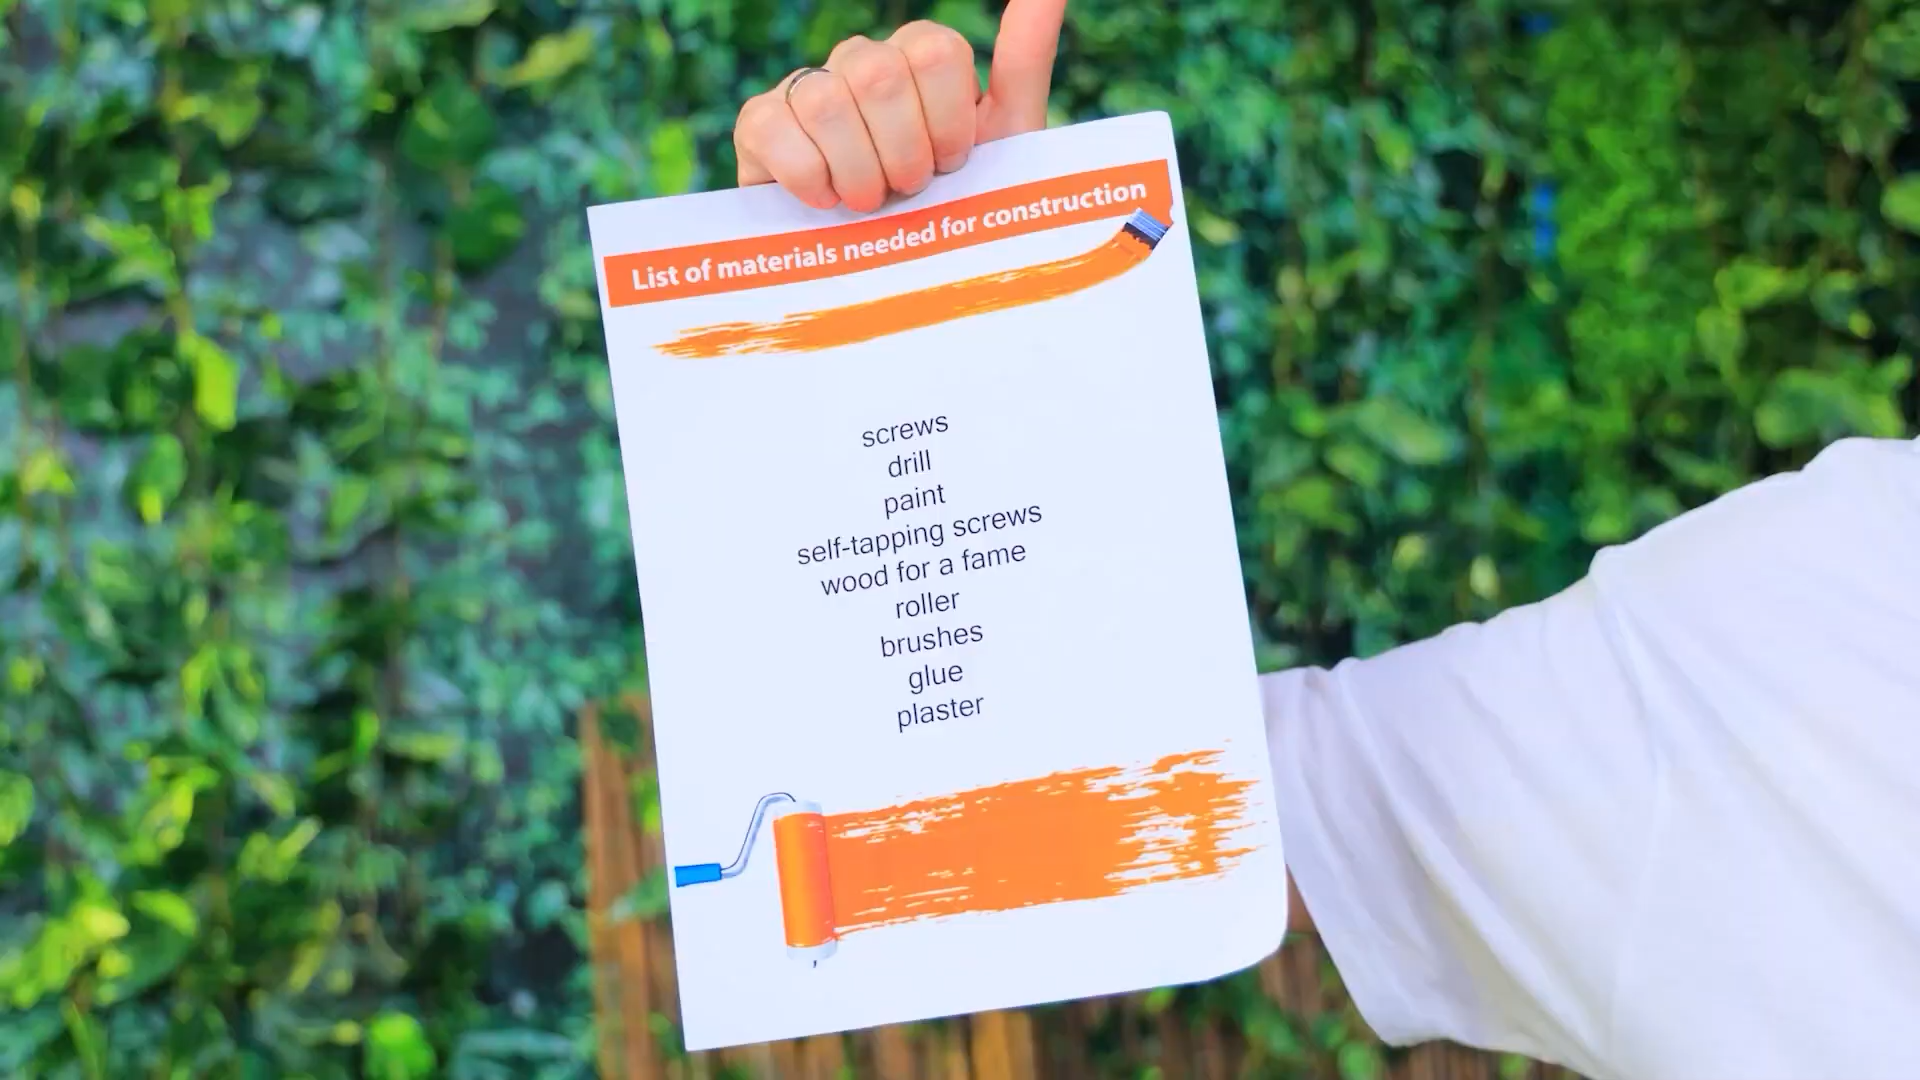 List of materials needed for construction
screws
drill
paint
self-tapping screws
wood for a fame
roller
brushes
glue
plaster